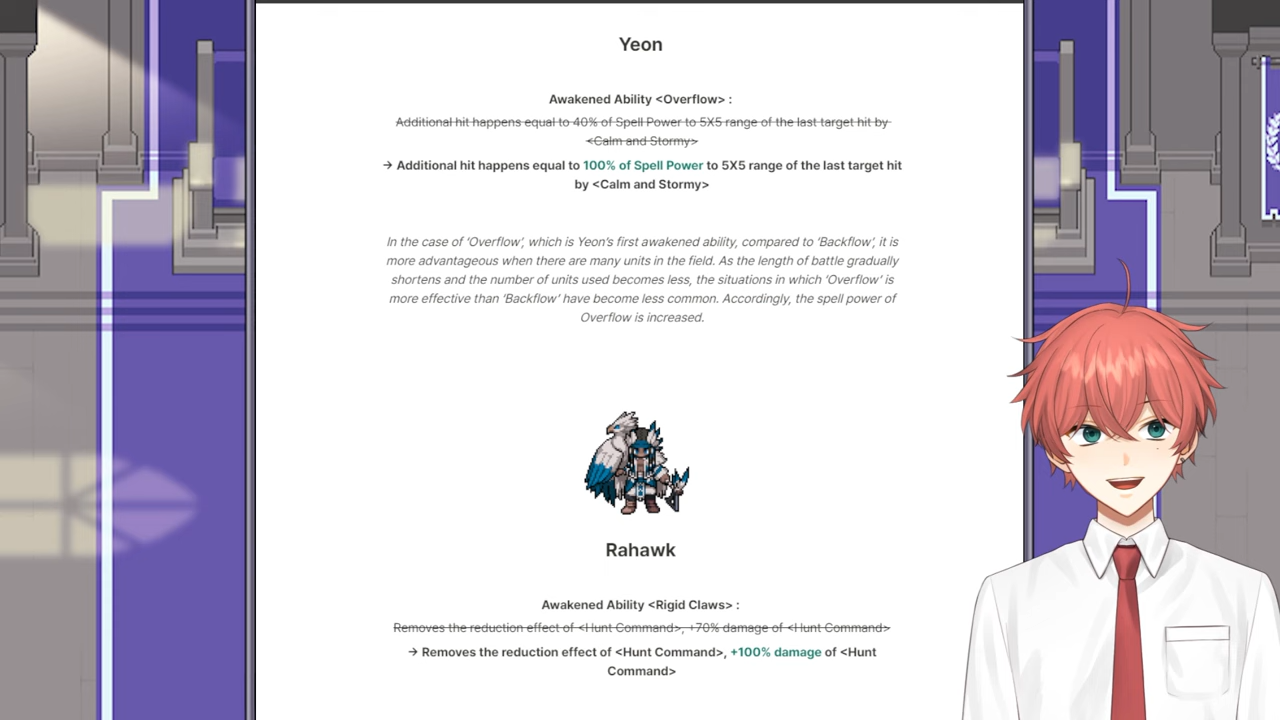 Yeon
Awakened Ability <Overflow> :
Additional hit happens equal to 40% of Spell Power to 5X5 range of the last target hit by
<Calm and Stormy>
→ Additional hit happens equal to 100% of Spell Power to 5X5 range of the last target hit
by <Calm and Stormy>
In the case of ‘Overflow’, which is Yeon’s first awakened ability, compared to ‘Backflow’, it is
more advantageous when there are many units in the field. As the length of battle gradually
shortens and the number of units used becomes less, the situations in which ‘Overflow’ is
more effective than ‘Backflow’ have become less common. Accordingly, the spell power of
Overflow is increased.
Rahawk
Awakened Ability <Rigid Claws> :
Removes the reduction effect of <Hunt Command>, +70% damage of <Hunt Command>
→ Removes the reduction effect of <Hunt Command>, +100% damage of <Hunt
Command>